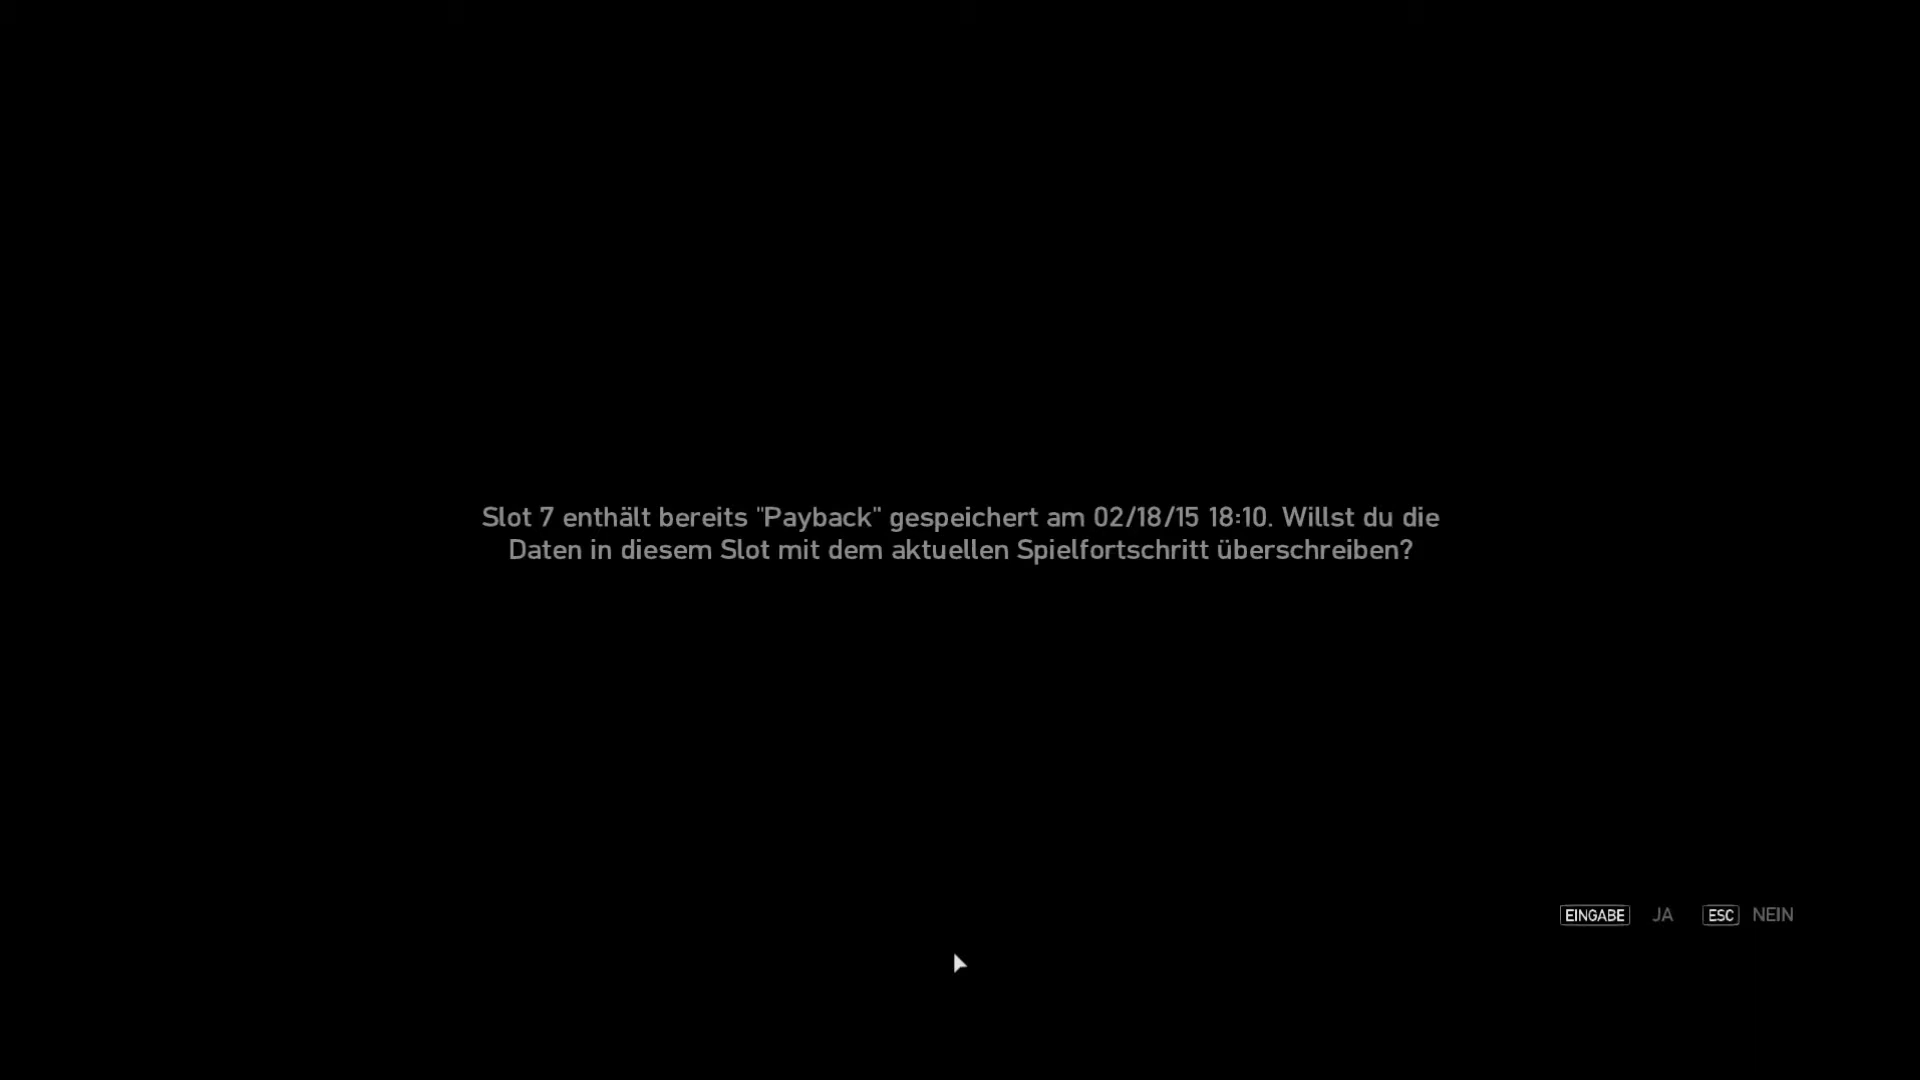 Slot 7 enthält bereits "Payback" gespeichert am 02/18/15 18:10. Willst du die
Daten in diesem Slot mit dem aktuellen Spielfortschritt überschreiben?
EINGABE JA ESC NEIN